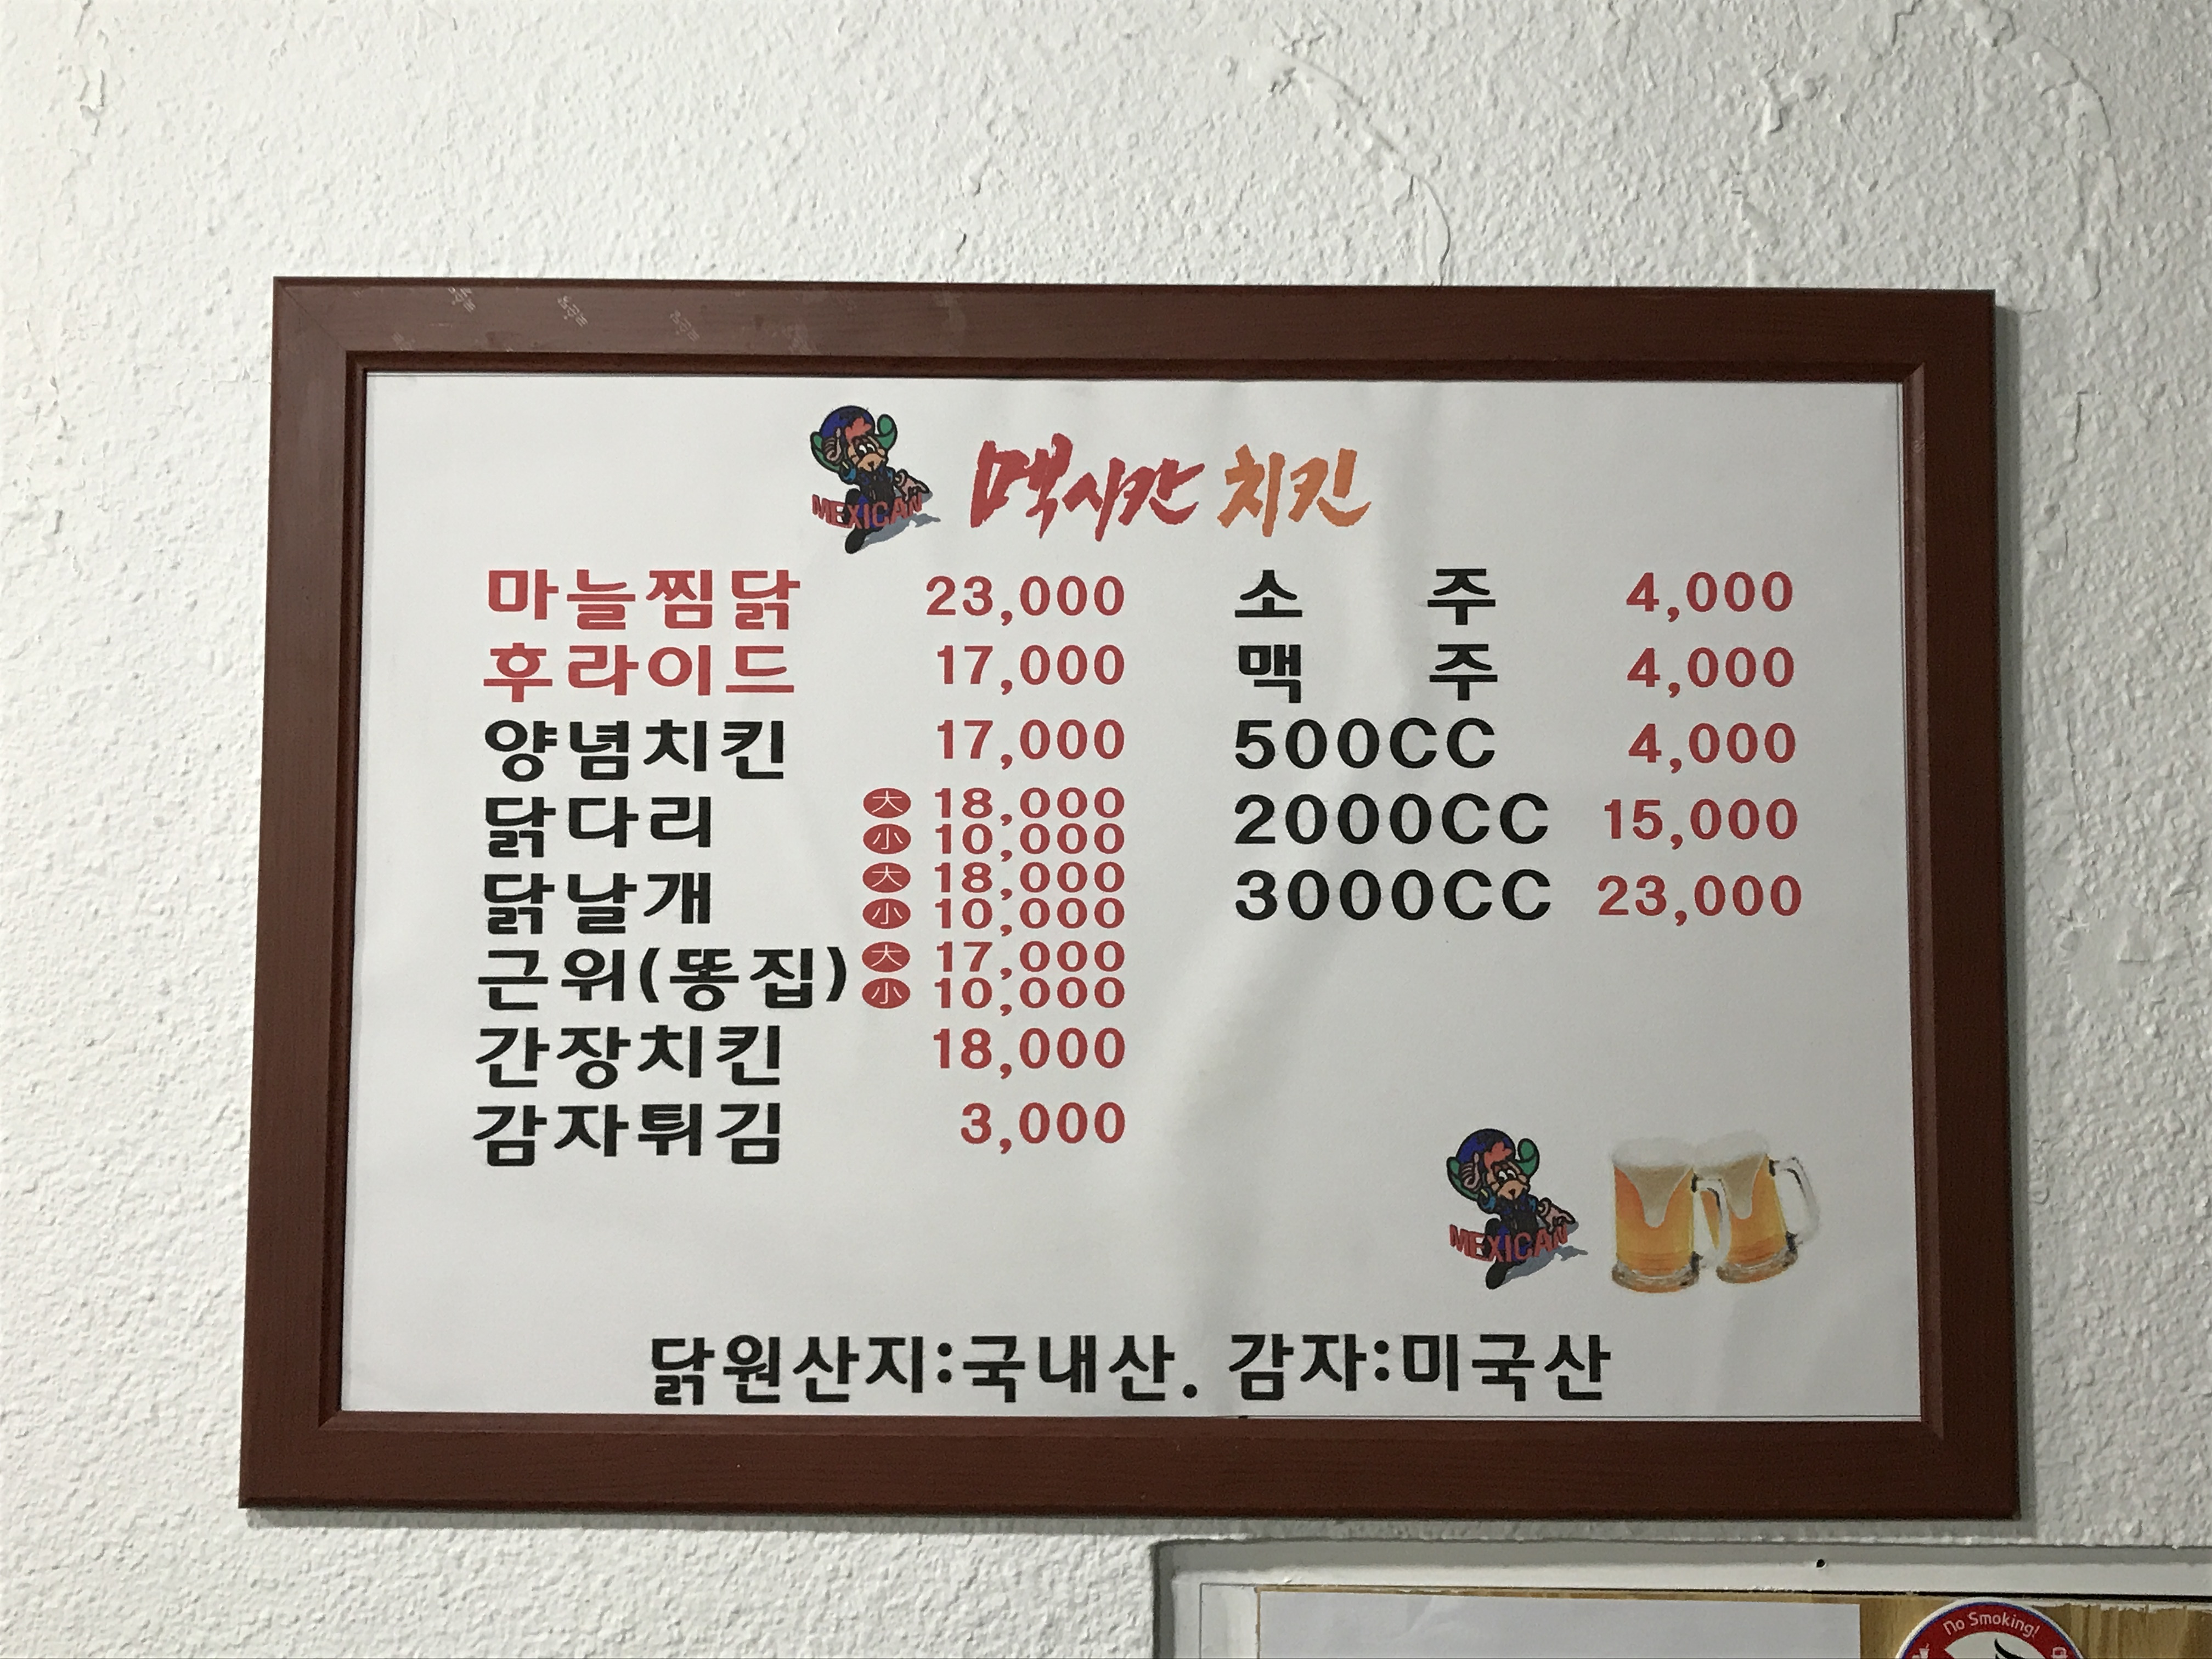 MEXICAN
멕시칸 치킨
마늘찜닭 23,000
후라이드 17,000
양념치킨 17,000
닭다리 大 18,000
小 10,000
닭날개 大 18,000
小 10,000
근위(똥집) 大 17,000
小 10,000
간장치킨 18,000
감자튀김 3,000
소 주 4,000
맥 주 4,000
500CC 4,000
2000CC 15,000
3000CC 23,000
MEXICAN
닭원산지:국내산. 감자:미국산
No Smoking!